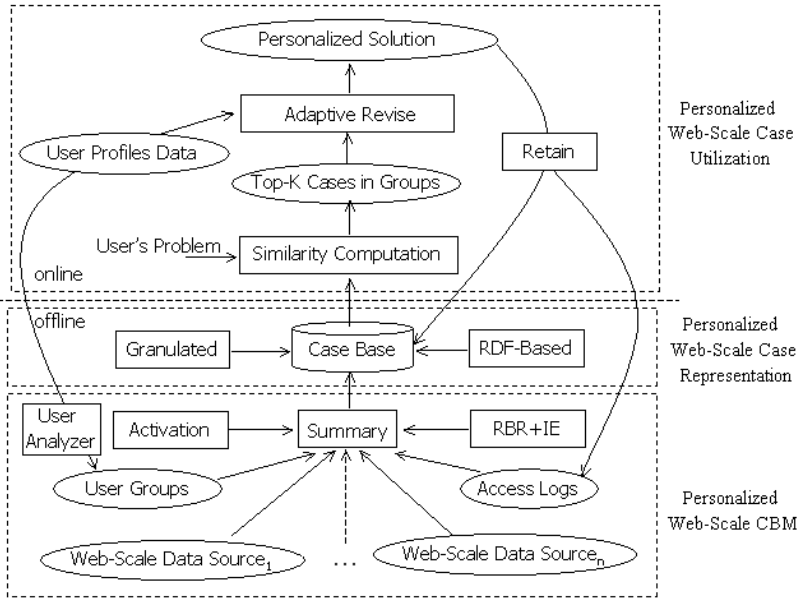 Personalized Solution
Adaptive Revise
Personalized
Web-Scale Case
Utilization
User Profiles Data
Retain
Top-K Cases in Groups
User's Problem
Similarity Computation
online
offline
Granulated
Case Base
RDF-Based
Personalized
Web-Scale Case
Representation
User
Analyzer
Activation
Summary
RBR+IE
User Groups
Access Logs
Personalized
Web-Scale CBM
Web-Scale Data Source1
...
Web-Scale Data Sourcen